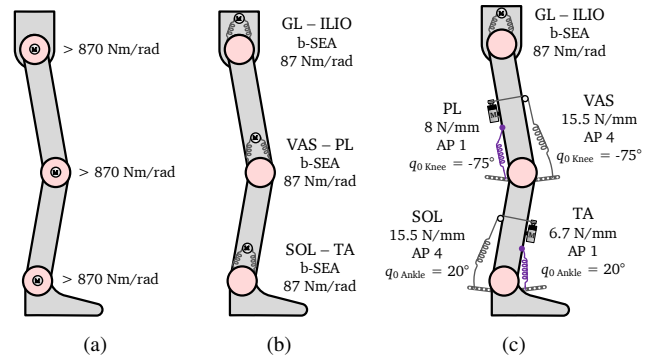 > 870 Nm/rad
> 870 Nm/rad
> 870 Nm/rad
(a)
GL – ILIO
b-SEA
87 Nm/rad
VAS – PL
b-SEA
87 Nm/rad
SOL – TA
b-SEA
87 Nm/rad
(b)
GL – ILIO
b-SEA
87 Nm/rad
PL
8 N/mm
AP 1
q0 Knee = -75°
VAS
15.5 N/mm
AP 4
q0 Knee = -75°
SOL
15.5 N/mm
AP 4
q0 Ankle = 20°
TA
6.7 N/mm
AP 1
q0 Ankle = 20°
(c)
M
M
M
M
M
M
M
M
M